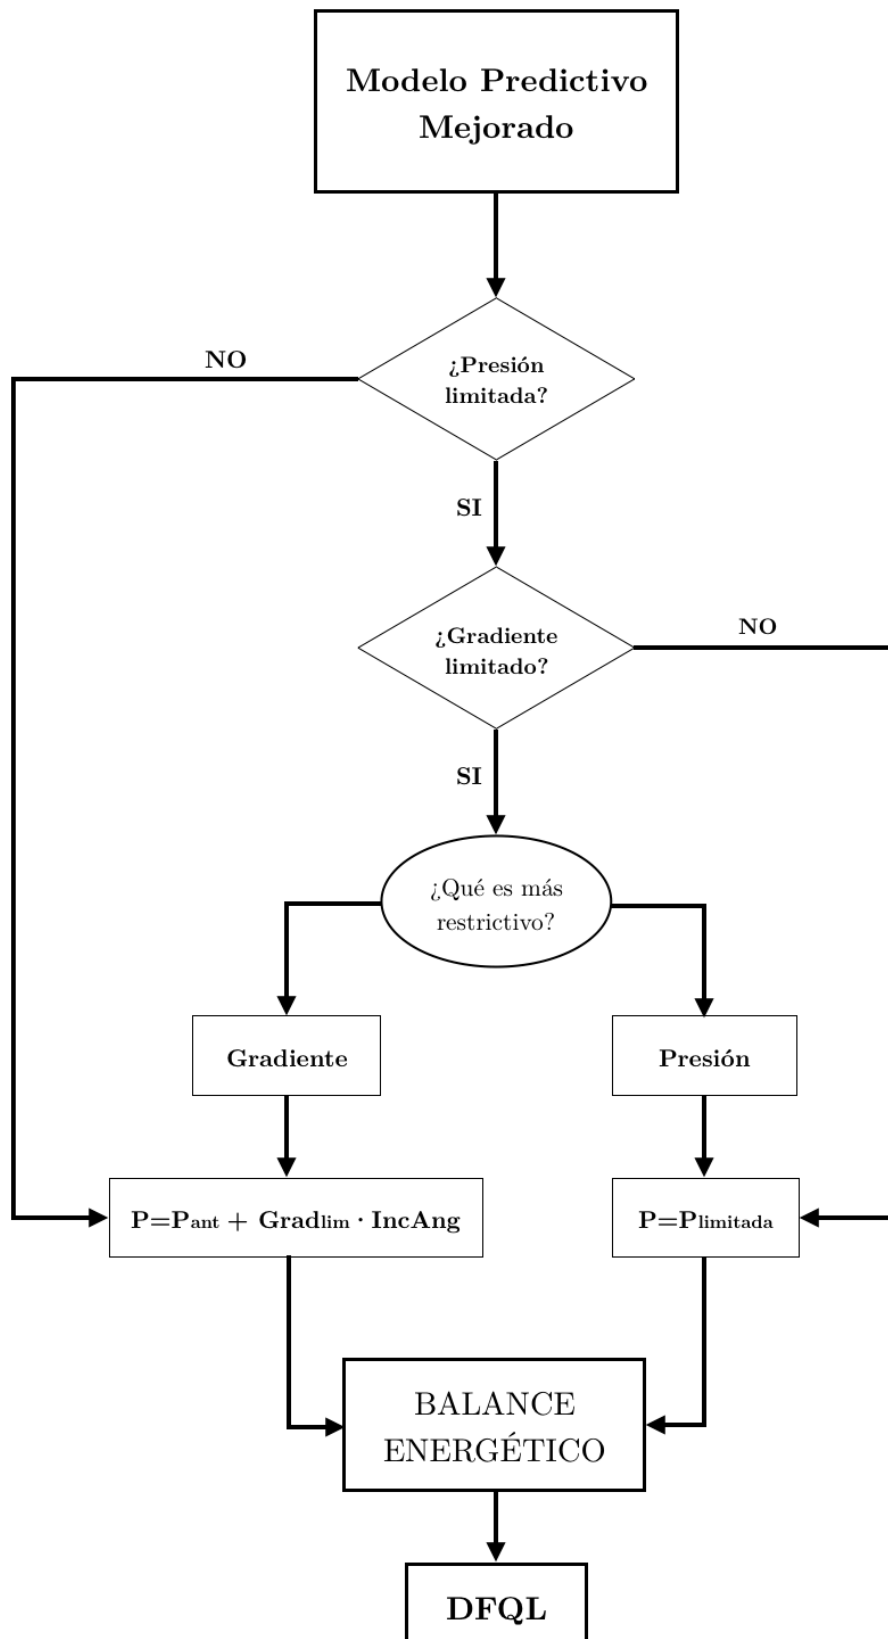 Modelo Predictivo
Mejorado
NO
¿Presión
limitada?
SI
¿Gradiente
limitado?
NO
SI
¿Qué es más
restrictivo?
Gradiente
Presión
P=Pant + Gradlim · IncAng
P=Plimitada
BALANCE
ENERGÉTICO
DFQL